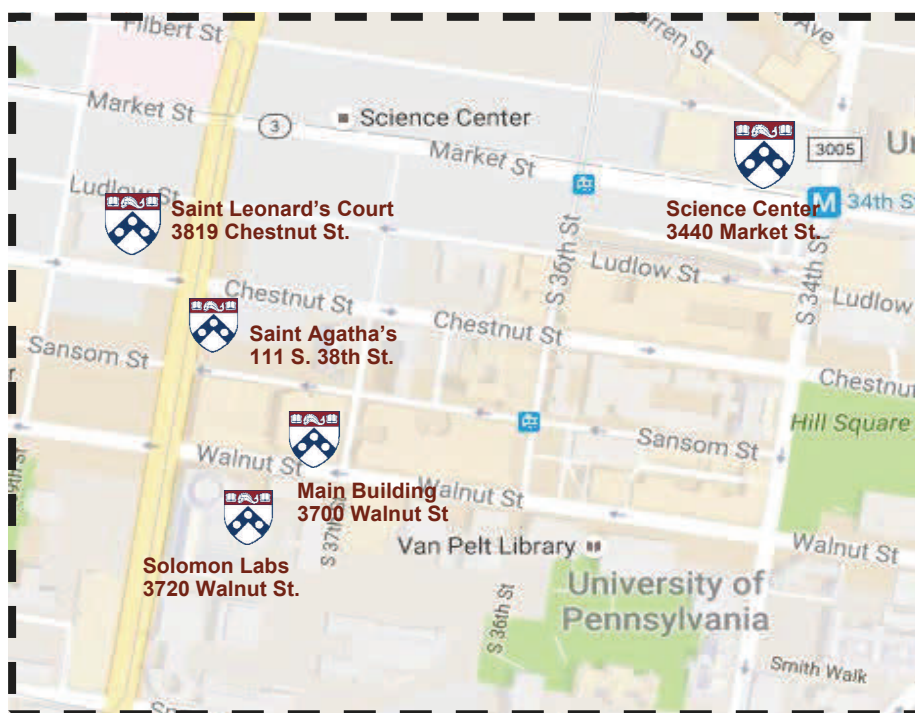 Filbert St
Ave
Market St
3
Science Center
Market St
3005
34th St
Science Center
3440 Market St.
M
Ludlow St
Saint Leonard's Court
3819 Chestnut St.
S 36th St
Ludlow St
S 34th St
Ludlow
Chestnut St
Saint Agatha's
111 S. 38th St.
Chestnut St
Chestnut
Sansom St
Hill Square
Sansom St
Walnut St
Main Building
3700 Walnut St
Walnut St
Walnut St
S 37th St
Solomon Labs
3720 Walnut St.
Van Pelt Library
University of
Pennsylvania
S 36th St
Smith Walk